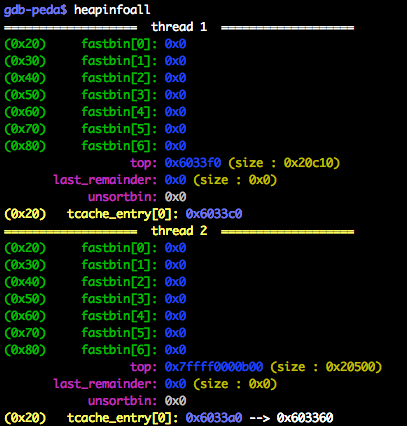 gdb-peda$ heapinfoall
=================== thread 1 ===================
(0x20) fastbin[0]: 0x0
(0x30) fastbin[1]: 0x0
(0x40) fastbin[2]: 0x0
(0x50) fastbin[3]: 0x0
(0x60) fastbin[4]: 0x0
(0x70) fastbin[5]: 0x0
(0x80) fastbin[6]: 0x0
top: 0x6033f0 (size : 0x20c10)
last_remainder: 0x0 (size : 0x0)
unsortbin: 0x0
(0x20) tcache_entry[0]: 0x6033c0
=================== thread 2 ===================
(0x20) fastbin[0]: 0x0
(0x30) fastbin[1]: 0x0
(0x40) fastbin[2]: 0x0
(0x50) fastbin[3]: 0x0
(0x60) fastbin[4]: 0x0
(0x70) fastbin[5]: 0x0
(0x80) fastbin[6]: 0x0
top: 0x7ffff0000b00 (size : 0x20500)
last_remainder: 0x0 (size : 0x0)
unsortbin: 0x0
(0x20) tcache_entry[0]: 0x6033a0 --> 0x603360